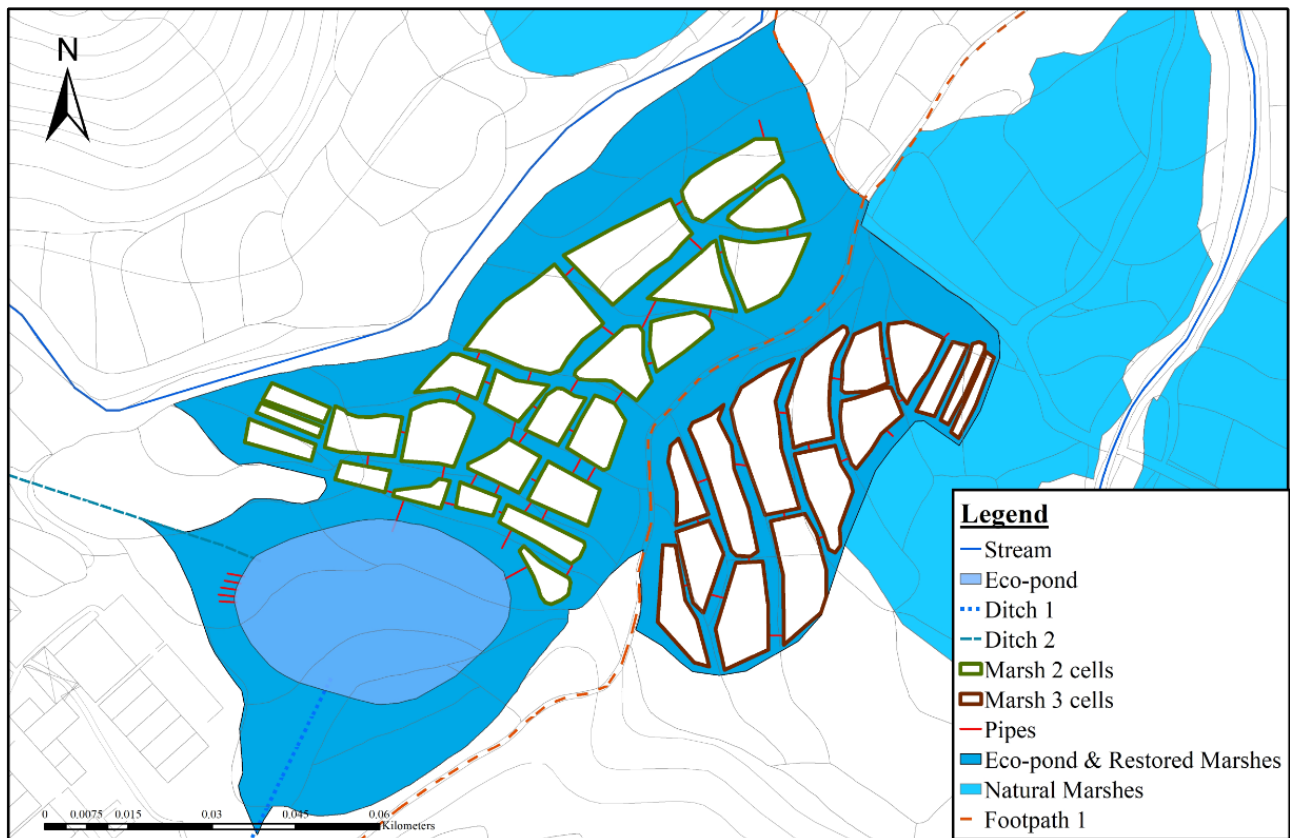 N
Legend
Stream
Eco-pond
Ditch 1
Ditch 2
Marsh 2 cells
Marsh 3 cells
Pipes
Eco-pond & Restored Marshes
Natural Marshes
Footpath 1
0 0.0075 0.015 0.03 0.045 0.06
Kilometers